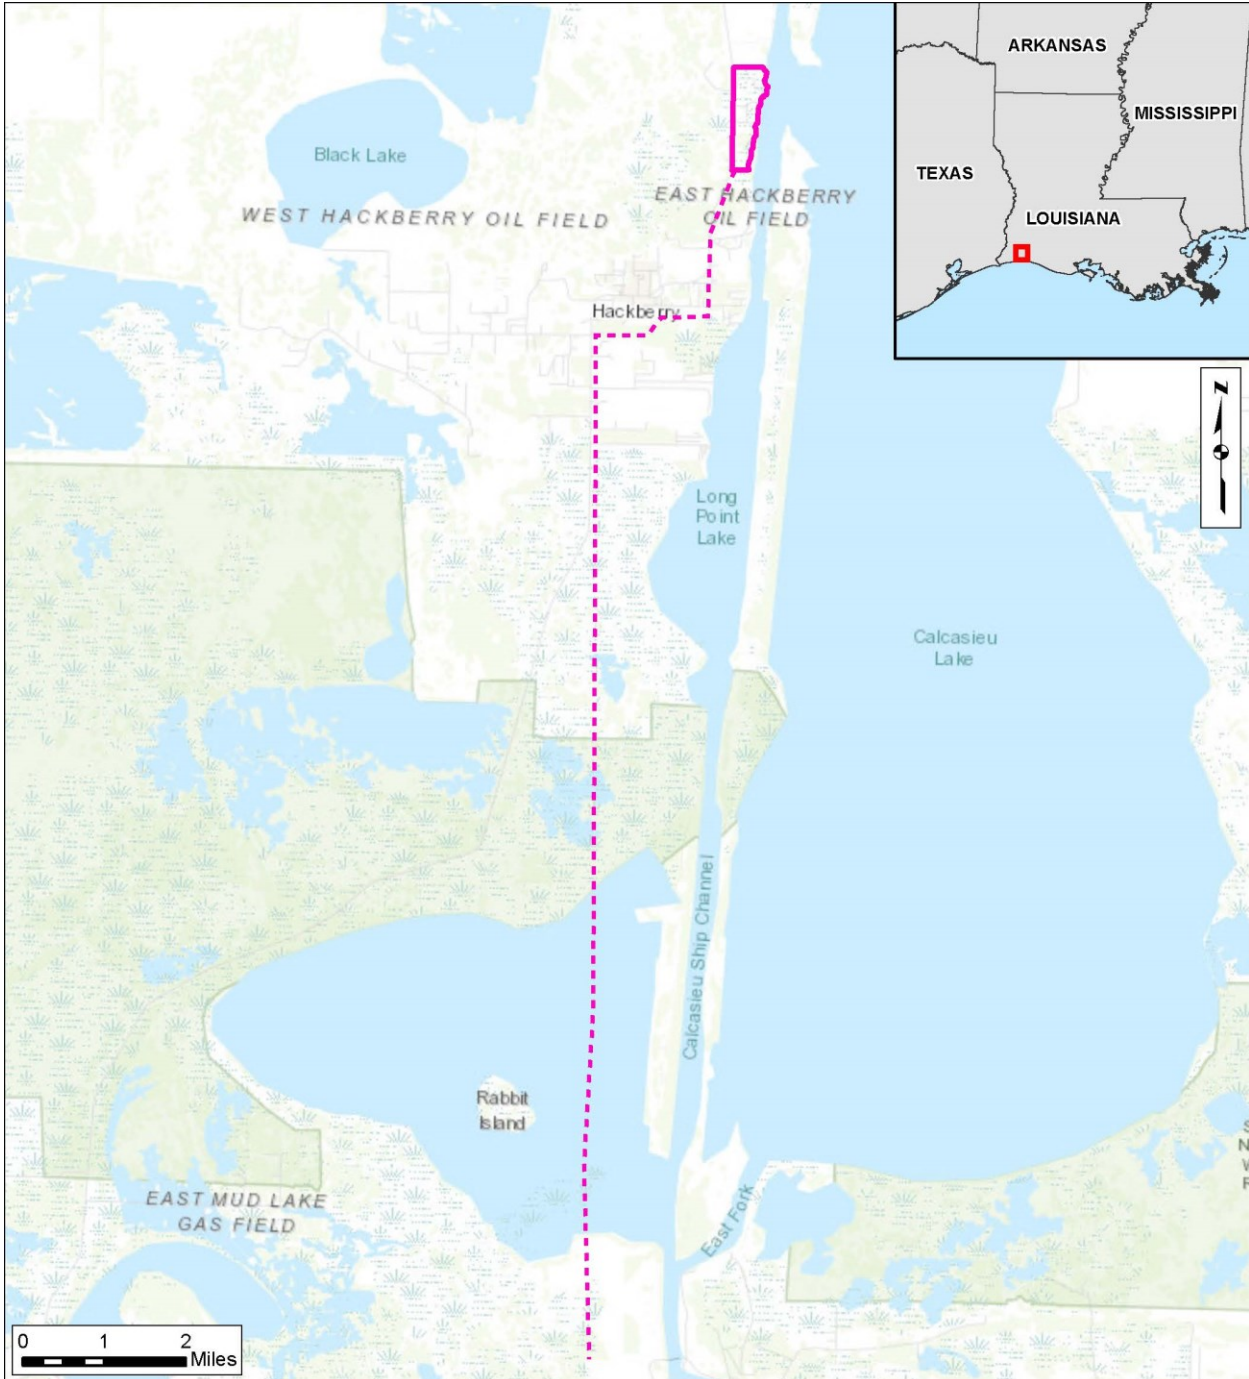 ARKANSAS
MISSISSIPPI
TEXAS
LOUISIANA
Black Lake
WEST HACKBERRY OIL FIELD
EAST HACKBERRY
OIL FIELD
Hackberry
N
Long
Point
Lake
Calcasieu
Lake
Calcasieu Ship Channel
Rabbit
Island
East Fork
EAST MUD LAKE
GAS FIELD
S
N
W
0 1 2
Miles